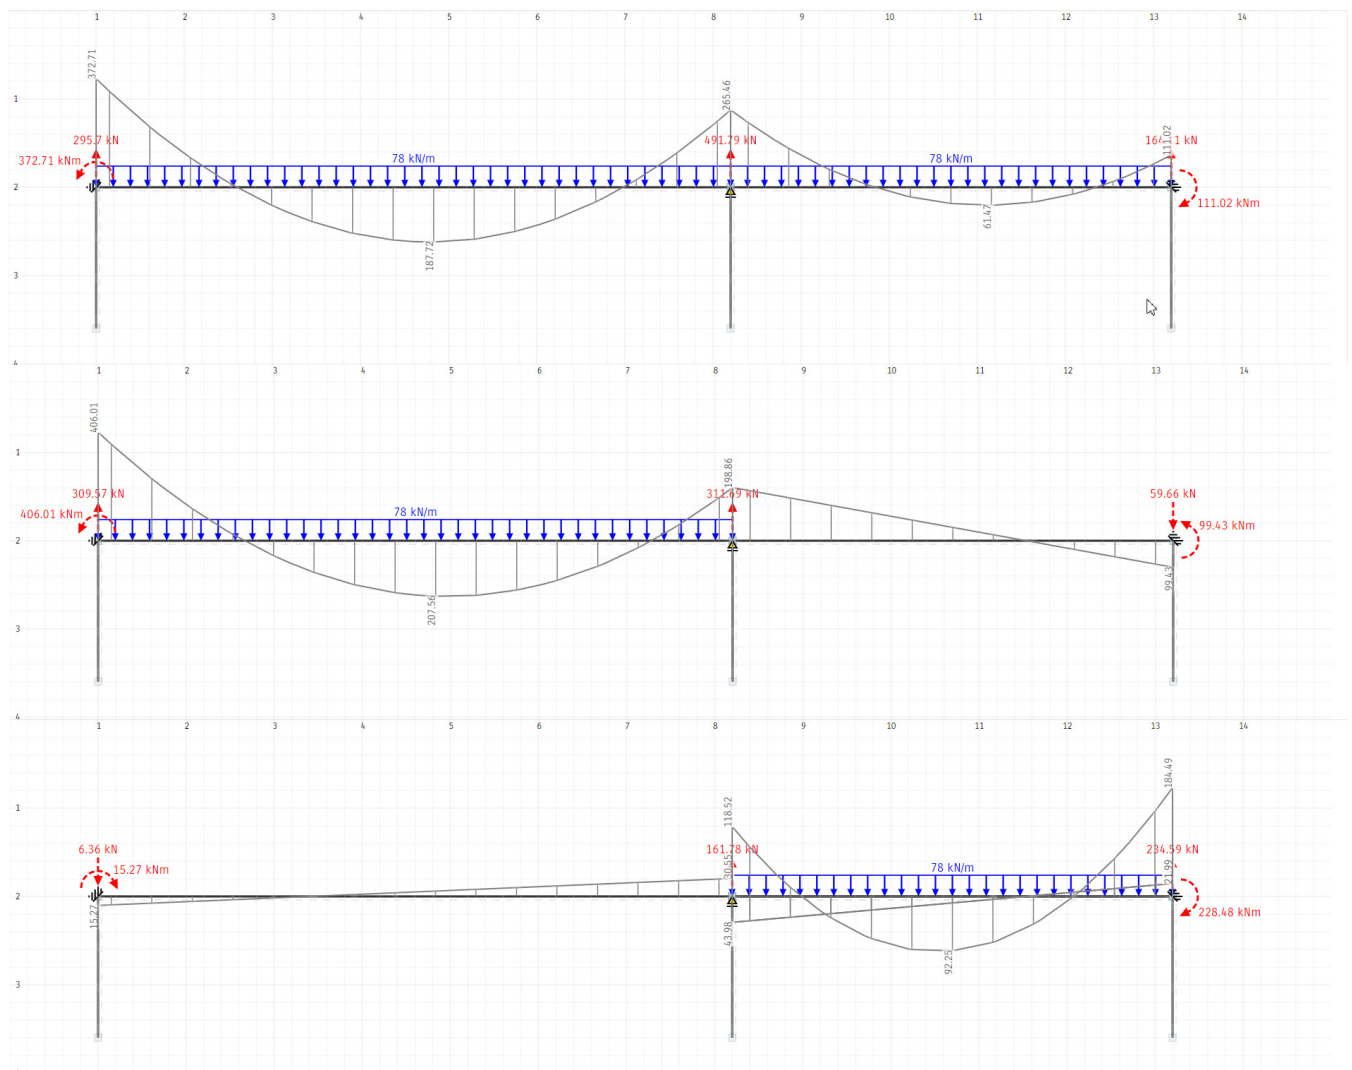 1 2 3 4 5 6 7 8 9 10 11 12 13 14
372.71
265.46
1
295.7 kN
491.79 kN
111.02
372.71 kNm
78 kN/m
78 kN/m
2
111.02 kNm
61.47
187.72
3
4
1 2 3 4 5 6 7 8 9 10 11 12 13 14
406.01
1
198.86
309.57 kN
311.69 kN
59.66 kN
406.01 kNm
78 kN/m
99.43 kNm
2
99.43
207.56
3
4
1 2 3 4 5 6 7 8 9 10 11 12 13 14
184.49
1
118.52
6.36 kN
161.78 kN
234.59 kN
15.27 kNm
30.55
78 kN/m
21.99
2
15.27
228.48 kNm
43.98
92.25
3